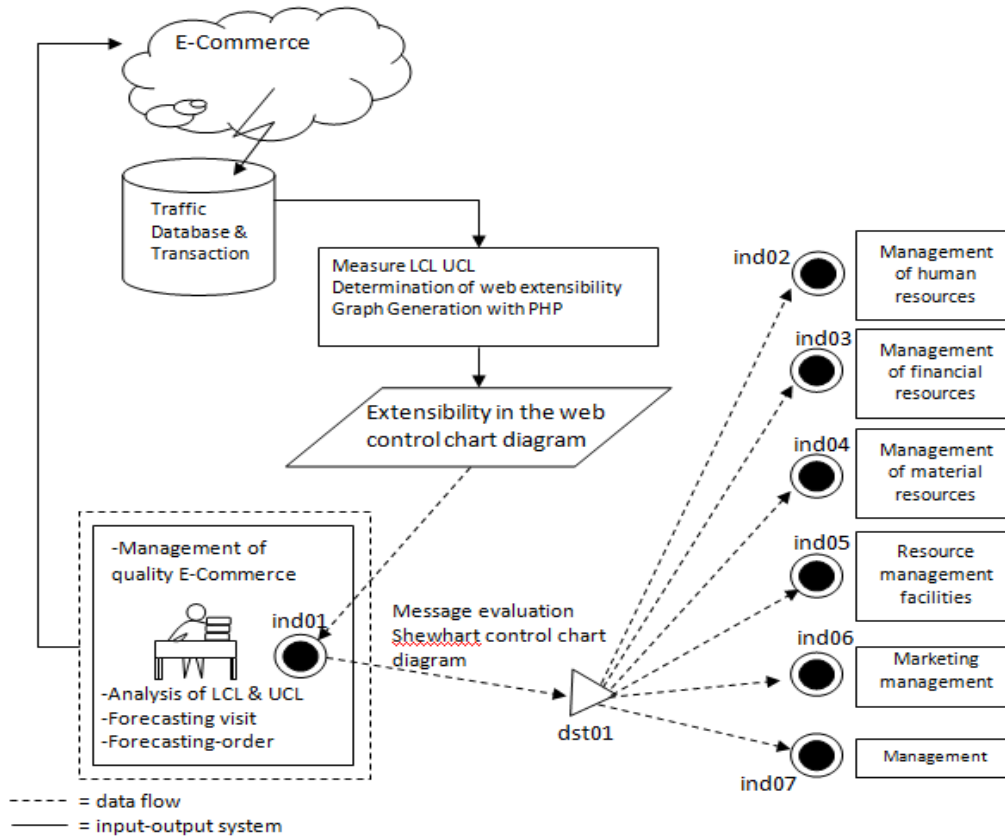 E-Commerce
Traffic
Database &
Transaction
Measure LCL UCL
Determination of web extensibility
Graph Generation with PHP
Extensibility in the web
control chart diagram
-Management of
quality E-Commerce
ind01
-Analysis of LCL & UCL
-Forecasting visit
-Forecasting-order
Message evaluation
Shewhart control chart
diagram
dst01
ind02
Management
of human
resources
ind03
Management
of financial
resources
ind04
Management
of material
resources
ind05
Resource
management
facilities
ind06
Marketing
management
ind07
Management
= data flow
= input-output system